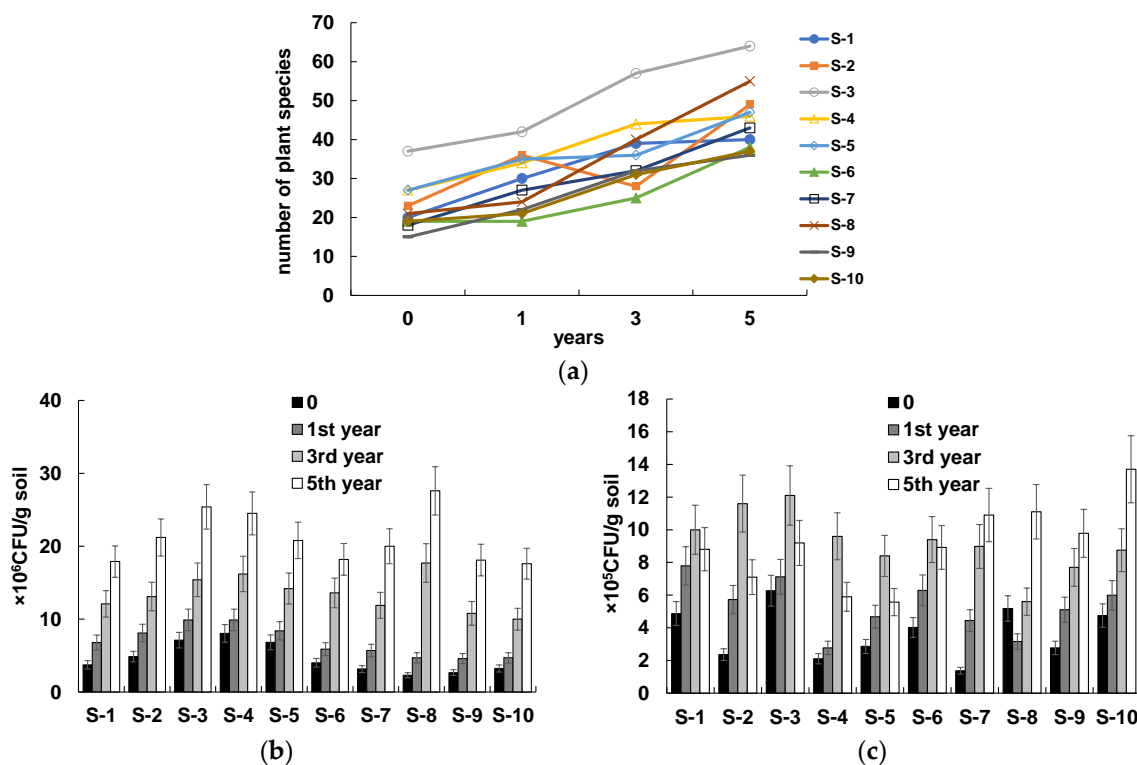 70
60
50
40
30
20
10
0
number of plant species
0 1 3 5
years
S-1
S-2
S-3
S-4
S-5
S-6
S-7
S-8
S-9
S-10
(a)
40
30
20
10
0
×10⁶CFU/g soil
0
1st year
3rd year
5th year
S-1 S-2 S-3 S-4 S-5 S-6 S-7 S-8 S-9 S-10
(b)
18
16
14
12
10
8
6
4
2
0
×10⁵CFU/g soil
0
1st year
3rd year
5th year
S-1 S-2 S-3 S-4 S-5 S-6 S-7 S-8 S-9 S-10
(c)